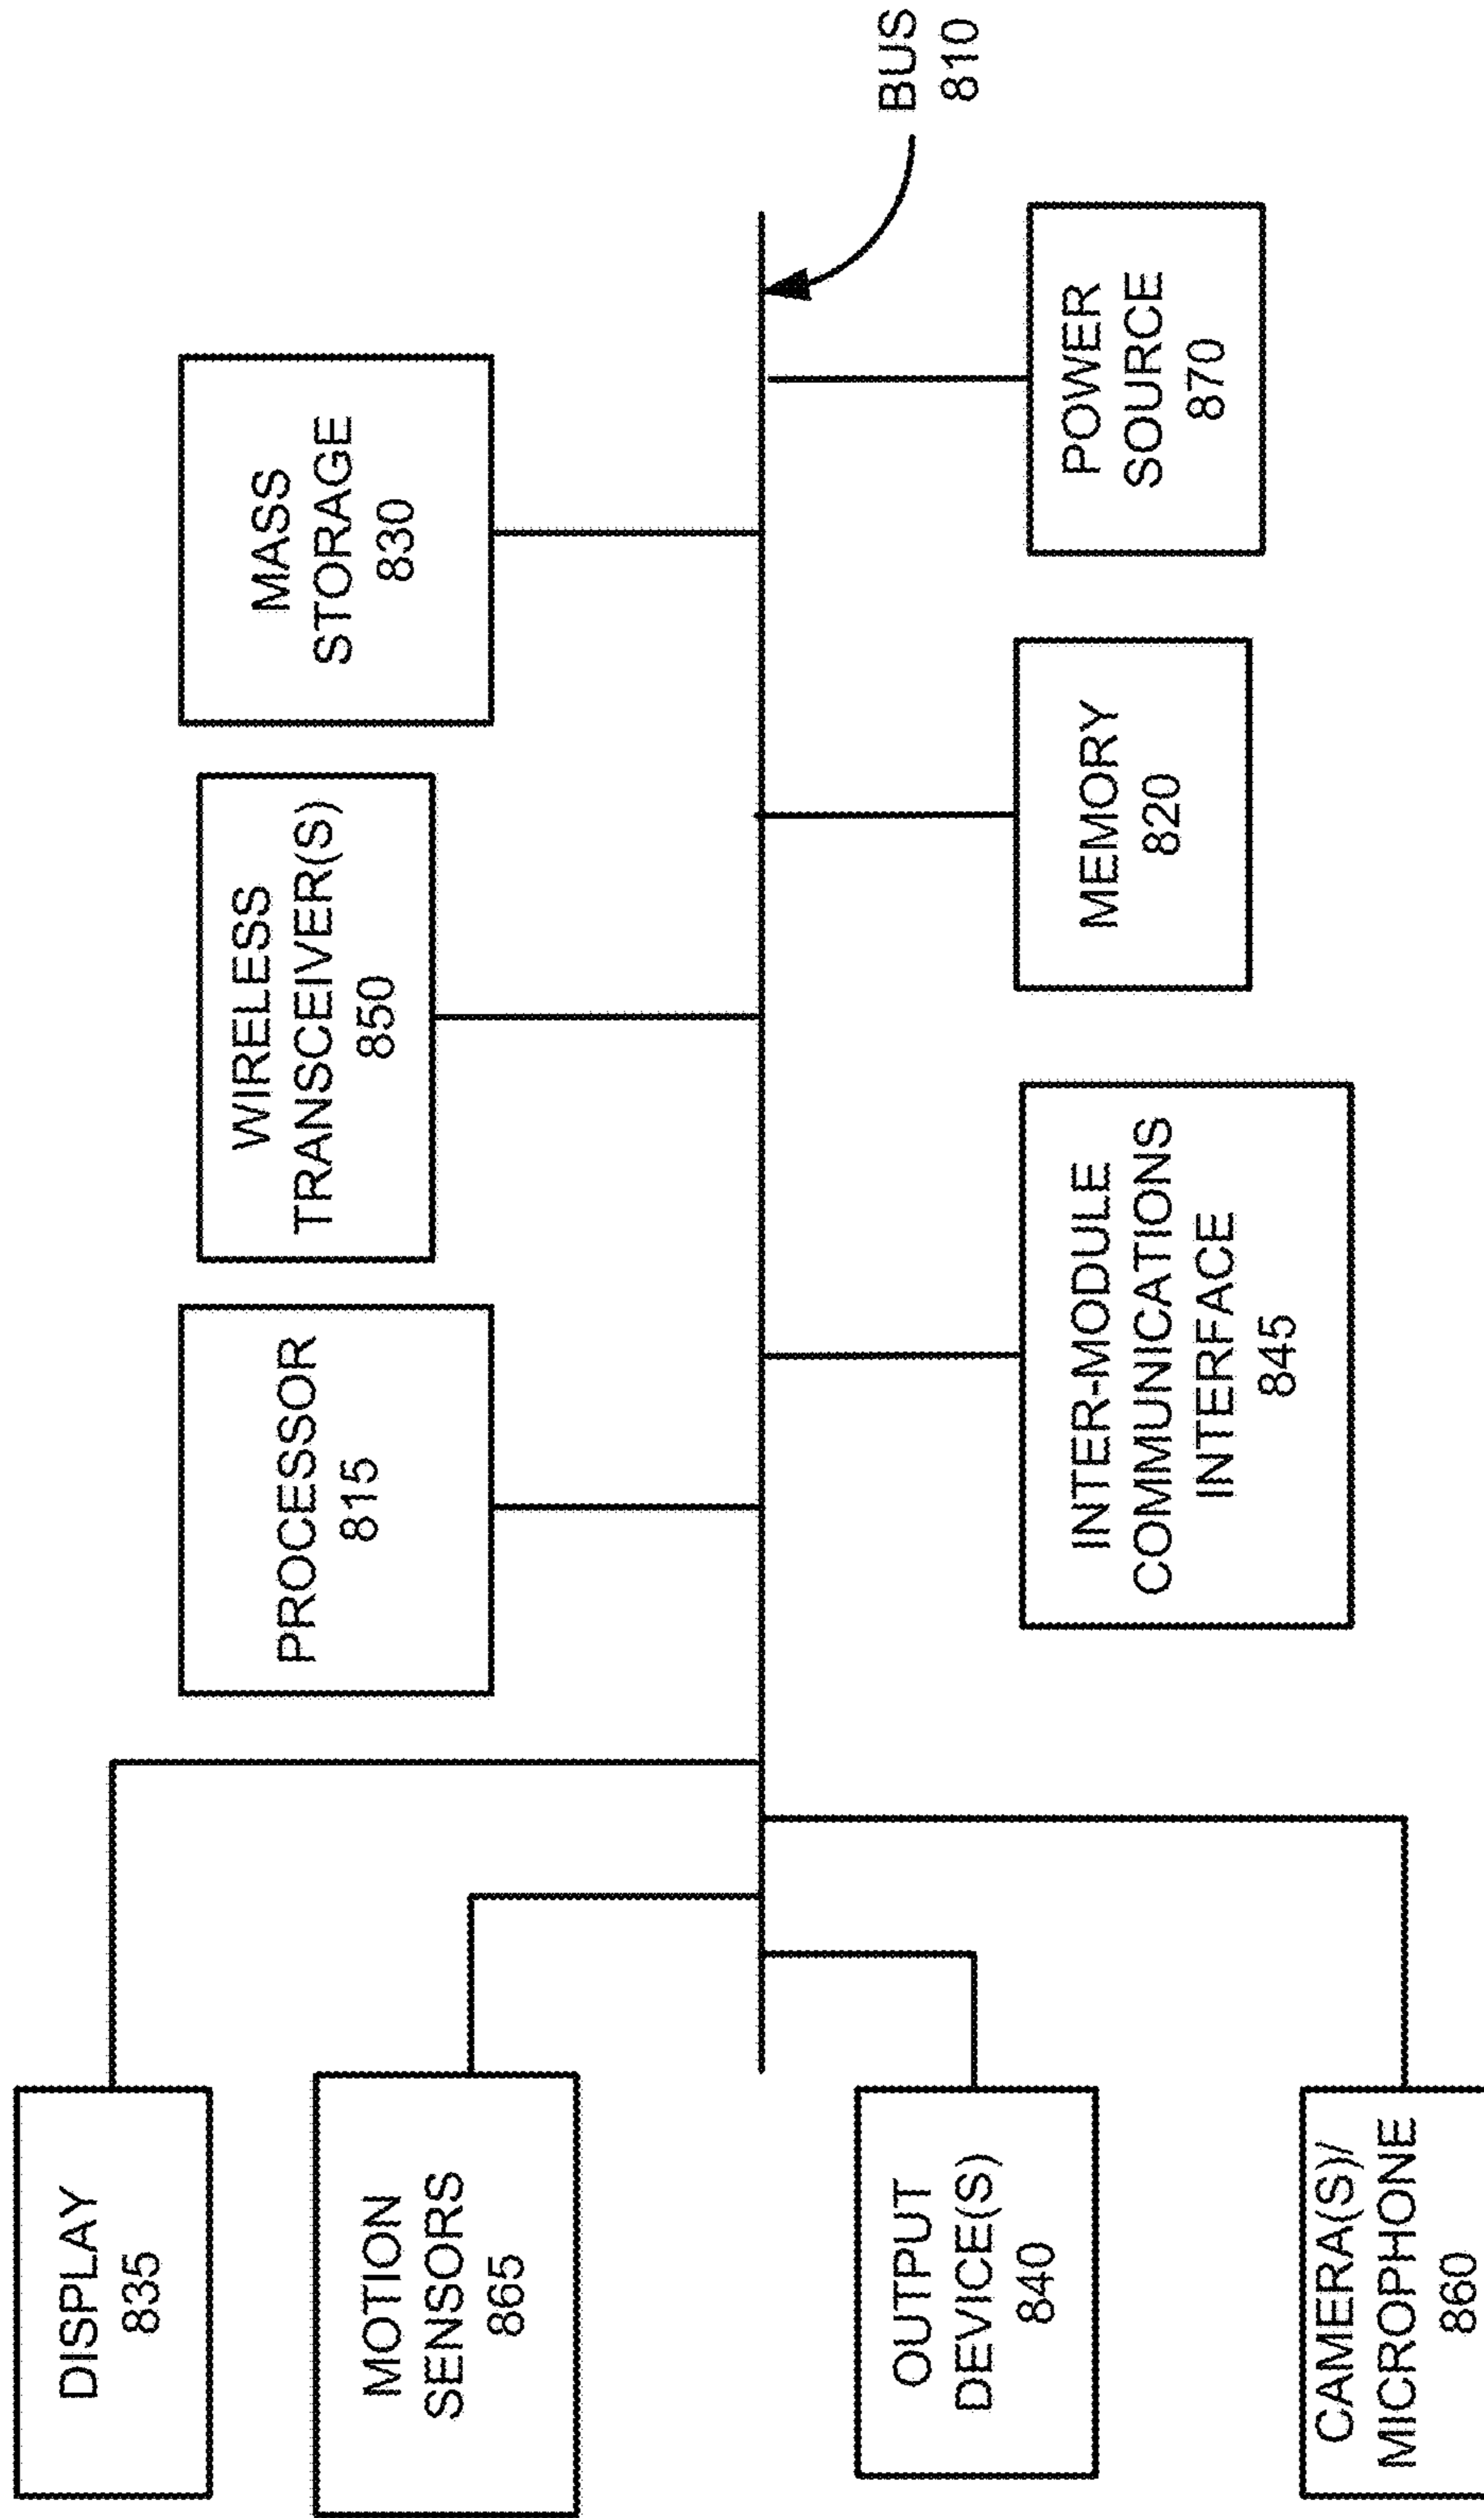 DISPLAY
835
MOTION
SENSORS
865
OUTPUT
DEVICE(S)
840
CAMERA(S)/
MICROPHONE
860
PROCESSOR
815
WIRELESS
TRANSCEIVER(S)
850
MASS
STORAGE
830
INTER-MODULE
COMMUNICATIONS
INTERFACE
845
MEMORY
820
POWER
SOURCE
870
BUS
810